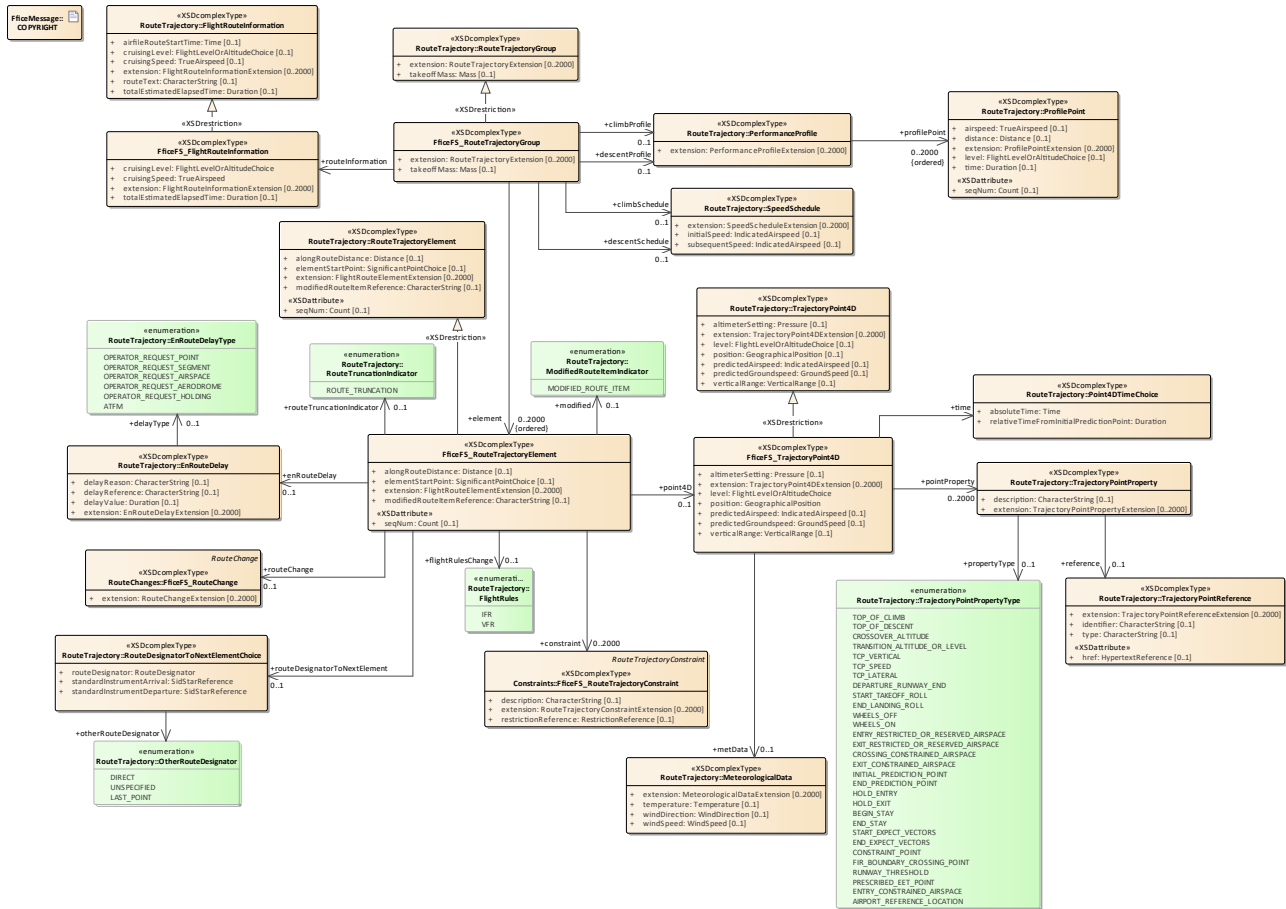 FficeMessage::
COPYRIGHT
«XSDcomplexType»
RouteTrajectory::FlightRouteInformation
+ airfileRouteStartTime: Time [0..1]
+ cruisingLevel: FlightLevelOrAltitudeChoice [0..1]
+ cruisingSpeed: TrueAirspeed [0..1]
+ extension: FlightRouteInformationExtension [0..2000]
+ routeText: CharacterString [0..1]
+ totalEstimatedElapsedTime: Duration [0..1]
«XSDrestriction»
«XSDcomplexType»
FficeFS_FlightRouteInformation
+ cruisingLevel: FlightLevelOrAltitudeChoice
+ cruisingSpeed: TrueAirspeed
+ extension: FlightRouteInformationExtension [0..2000]
+ totalEstimatedElapsedTime: Duration [0..1]
+routeInformation
«XSDcomplexType»
RouteTrajectory::RouteTrajectoryGroup
+ extension: RouteTrajectoryExtension [0..2000]
+ takeoffMass: Mass [0..1]
«XSDrestriction»
«XSDcomplexType»
FficeFS_RouteTrajectoryGroup
+ extension: RouteTrajectoryExtension [0..2000]
+ takeoffMass: Mass [0..1]
+climbProfile
0..1
+descentProfile
0..1
«XSDcomplexType»
RouteTrajectory::PerformanceProfile
+ extension: PerformanceProfileExtension [0..2000]
+profilePoint
0..2000
{ordered}
«XSDcomplexType»
RouteTrajectory::ProfilePoint
+ airspeed: TrueAirspeed [0..1]
+ distance: Distance [0..1]
+ extension: ProfilePointExtension [0..2000]
+ level: FlightLevelOrAltitudeChoice [0..1]
+ time: Duration [0..1]
«XSDattribute»
+ seqNum: Count [0..1]
+climbSchedule
0..1
+descentSchedule
0..1
«XSDcomplexType»
RouteTrajectory::SpeedSchedule
+ extension: SpeedScheduleExtension [0..2000]
+ initialSpeed: IndicatedAirspeed [0..1]
+ subsequentSpeed: IndicatedAirspeed [0..1]
«XSDcomplexType»
RouteTrajectory::RouteTrajectoryElement
+ alongRouteDistance: Distance [0..1]
+ elementStartPoint: SignificantPointChoice [0..1]
+ extension: FlightRouteElementExtension [0..2000]
+ modifiedRouteItemReference: CharacterString [0..1]
«XSDattribute»
+ seqNum: Count [0..1]
«XSDrestriction»
«enumeration»
RouteTrajectory::EnRouteDelayType
OPERATOR_REQUEST_POINT
OPERATOR_REQUEST_SEGMENT
OPERATOR_REQUEST_AIRSPACE
OPERATOR_REQUEST_AERODROME
OPERATOR_REQUEST_HOLDING
ATFM
+delayType
0..1
«enumeration»
RouteTrajectory::
RouteTruncationIndicator
ROUTE_TRUNCATION
+routeTruncationIndicator
0..1
«enumeration»
RouteTrajectory::
ModifiedRouteItemIndicator
MODIFIED_ROUTE_ITEM
+modified
0..1
+element
0..2000
{ordered}
«XSDcomplexType»
RouteTrajectory::TrajectoryPoint4D
+ altimeterSetting: Pressure [0..1]
+ extension: TrajectoryPoint4DExtension [0..2000]
+ level: FlightLevelOrAltitudeChoice [0..1]
+ position: GeographicalPosition [0..1]
+ predictedAirspeed: IndicatedAirspeed [0..1]
+ predictedGroundspeed: GroundSpeed [0..1]
+ verticalRange: VerticalRange [0..1]
«XSDrestriction»
+time
«XSDcomplexType»
RouteTrajectory::Point4DTimeChoice
+ absoluteTime: Time
+ relativeTimeFromInitialPredictionPoint: Duration
«XSDcomplexType»
RouteTrajectory::EnRouteDelay
+ delayReason: CharacterString [0..1]
+ delayReference: CharacterString [0..1]
+ delayValue: Duration [0..1]
+ extension: EnRouteDelayExtension [0..2000]
+enRouteDelay
0..1
«XSDcomplexType»
FficeFS_RouteTrajectoryElement
+ alongRouteDistance: Distance [0..1]
+ elementStartPoint: SignificantPointChoice [0..1]
+ extension: FlightRouteElementExtension [0..2000]
+ modifiedRouteItemReference: CharacterString [0..1]
«XSDattribute»
+ seqNum: Count [0..1]
+point4D
0..1
«XSDcomplexType»
FficeFS_TrajectoryPoint4D
+ altimeterSetting: Pressure [0..1]
+ extension: TrajectoryPoint4DExtension [0..2000]
+ level: FlightLevelOrAltitudeChoice
+ position: GeographicalPosition
+ predictedAirspeed: IndicatedAirspeed [0..1]
+ predictedGroundspeed: GroundSpeed [0..1]
+ verticalRange: VerticalRange [0..1]
+pointProperty
0..2000
«XSDcomplexType»
RouteTrajectory::TrajectoryPointProperty
+ description: CharacterString [0..1]
+ extension: TrajectoryPointPropertyExtension [0..2000]
+propertyType
0..1
+reference
0..1
RouteChange
«XSDcomplexType»
RouteChanges::FficeFS_RouteChange
+ extension: RouteChangeExtension [0..2000]
+routeChange
0..1
+flightRulesChange
0..1
«enumerati...
RouteTrajectory::
FlightRules
IFR
VFR
«XSDcomplexType»
RouteTrajectory::RouteDesignatorToNextElementChoice
+ routeDesignator: RouteDesignator
+ standardInstrumentArrival: SidStarReference
+ standardInstrumentDeparture: SidStarReference
+routeDesignatorToNextElement
0..1
+otherRouteDesignator
«enumeration»
RouteTrajectory::OtherRouteDesignator
DIRECT
UNSPECIFIED
LAST_POINT
+constraint
0..2000
RouteTrajectoryConstraint
«XSDcomplexType»
Constraints::FficeFS_RouteTrajectoryConstraint
+ description: CharacterString [0..1]
+ extension: RouteTrajectoryConstraintExtension [0..2000]
+ restrictionReference: RestrictionReference [0..1]
+metData
0..1
«XSDcomplexType»
RouteTrajectory::MeteorologicalData
+ extension: MeteorologicalDataExtension [0..2000]
+ temperature: Temperature [0..1]
+ windDirection: WindDirection [0..1]
+ windSpeed: WindSpeed [0..1]
«enumeration»
RouteTrajectory::TrajectoryPointPropertyType
TOP_OF_CLIMB
TOP_OF_DESCENT
CROSSOVER_ALTITUDE
TRANSITION_ALTITUDE_OR_LEVEL
TCP_VERTICAL
TCP_SPEED
TCP_LATERAL
DEPARTURE_RUNWAY_END
START_TAKEOFF_ROLL
END_LANDING_ROLL
WHEELS_OFF
WHEELS_ON
ENTRY_RESTRICTED_OR_RESERVED_AIRSPACE
EXIT_RESTRICTED_OR_RESERVED_AIRSPACE
CROSSING_CONSTRAINED_AIRSPACE
EXIT_CONSTRAINED_AIRSPACE
INITIAL_PREDICTION_POINT
END_PREDICTION_POINT
HOLD_ENTRY
HOLD_EXIT
BEGIN_STAY
END_STAY
START_EXPECT_VECTORS
END_EXPECT_VECTORS
CONSTRAINT_POINT
FIR_BOUNDARY_CROSSING_POINT
RUNWAY_THRESHOLD
PRESCRIBED_EET_POINT
ENTRY_CONSTRAINED_AIRSPACE
AIRPORT_REFERENCE_LOCATION
«XSDcomplexType»
RouteTrajectory::TrajectoryPointReference
+ extension: TrajectoryPointReferenceExtension [0..2000]
+ identifier: CharacterString [0..1]
+ type: CharacterString [0..1]
«XSDattribute»
+ href: HypertextReference [0..1]